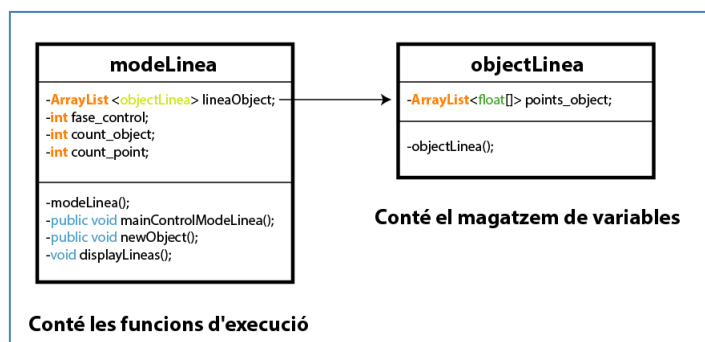 modeLinea
-ArrayList <objectLinea> lineaObject;
-int fase_control;
-int count_object;
-int count_point;
-modeLinea();
-public void mainControlModeLinea();
-public void newObject();
-void displayLineas();
Conté les funcions d'execució
objectLinea
-ArrayList<float[]> points_object;
-objectLinea();
Conté el magatzem de variables